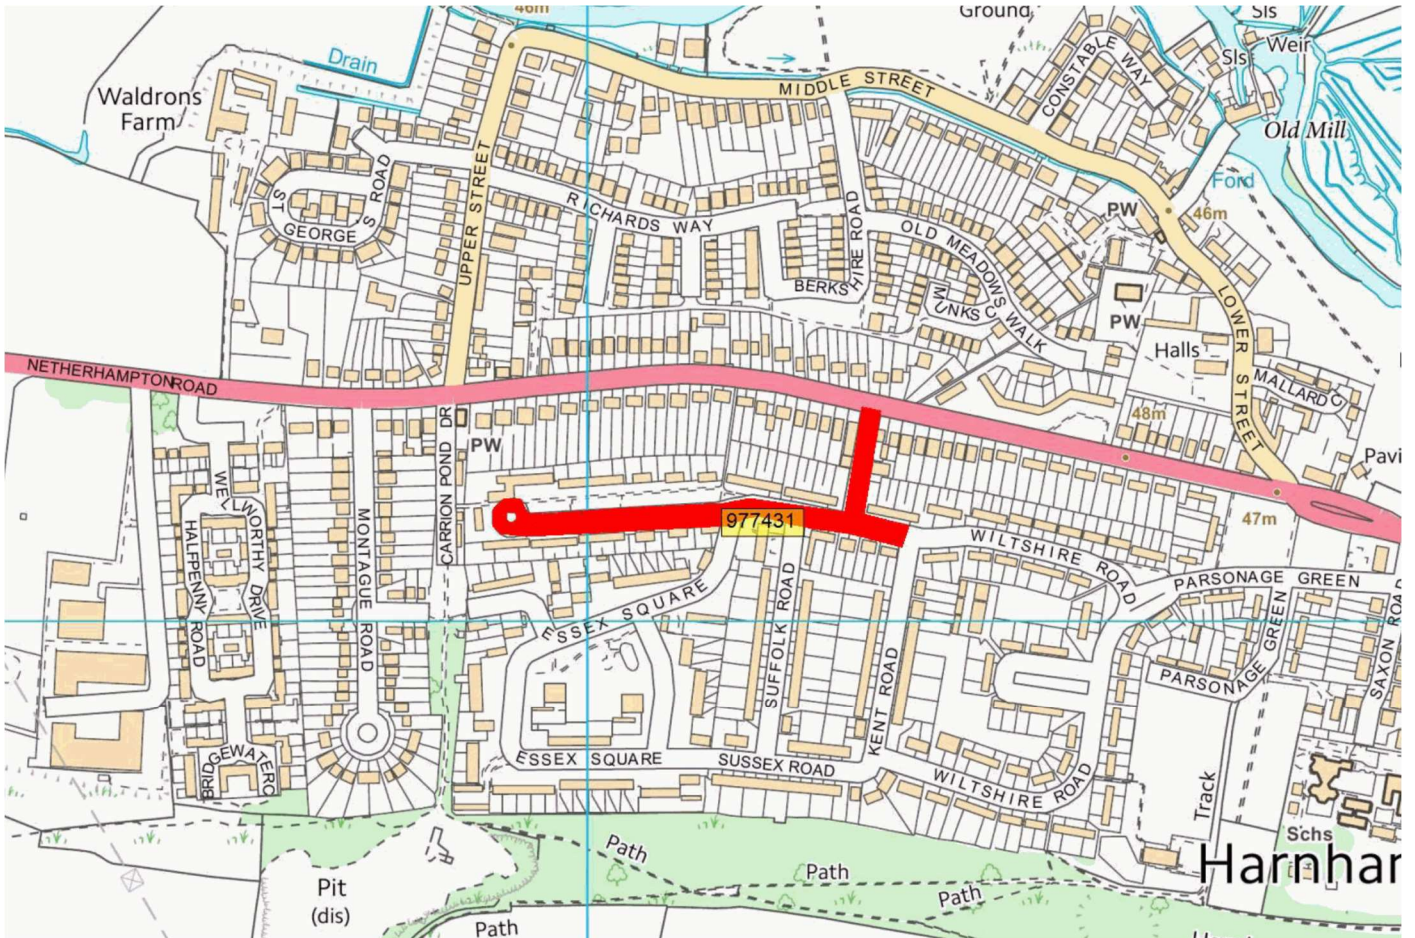 46m
Ground
Sls
Weir
Sls
Drain
CONSTABLE WAY
MIDDLE STREET
Waldrons
Farm
Old Mill
Ford
ST
GEORGE'S ROAD
UPPER STREET
RICHARDS WAY
PW
46m
BERKSHIRE ROAD
OLD MEADOWS WALK
MUNKS C
PW
LOWER STREET
Halls
NETHERHAMPTON ROAD
MALLARD C
48m
CARRION POND DR
PW
Pavi
WELLWORTHY DRIVE
47m
HALFPENNY ROAD
MONTAGUE ROAD
977431
WILTSHIRE ROAD
PARSONAGE GREEN
ESSEX SQUARE
SUFFOLK ROAD
PARSONAGE GREEN
SAXON ROAD
KENT ROAD
BRIDGEWATER C
ESSEX SQUARE
SUSSEX ROAD
WILTSHIRE ROAD
Track
Schs
Harnhar
Path
Path
Path
Pit
(dis)
Path